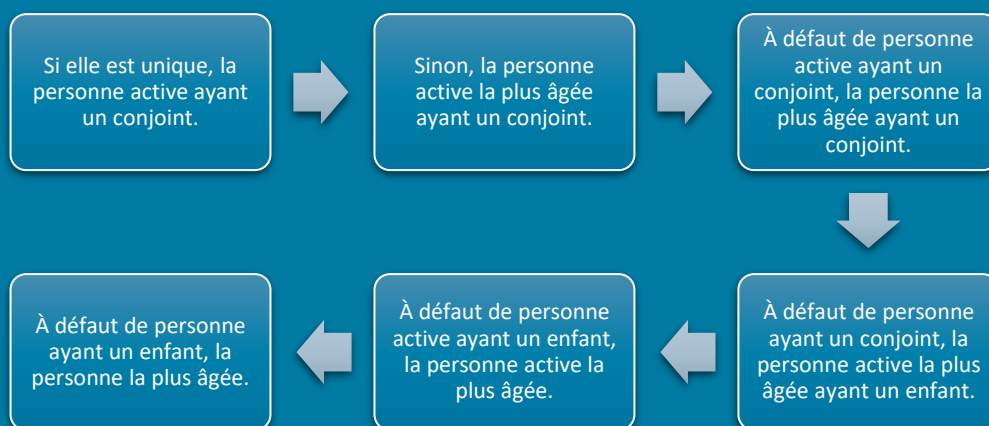 Si elle est unique, la
personne active ayant
un conjoint.
Sinon, la personne
active la plus âgée
ayant un conjoint.
À défaut de personne
active ayant un
conjoint, la personne la
plus âgée ayant un
conjoint.
À défaut de personne
ayant un conjoint, la
personne active la plus
âgée ayant un enfant.
À défaut de personne
active ayant un enfant,
la personne active la
plus âgée.
À défaut de personne
ayant un enfant, la
personne la plus âgée.